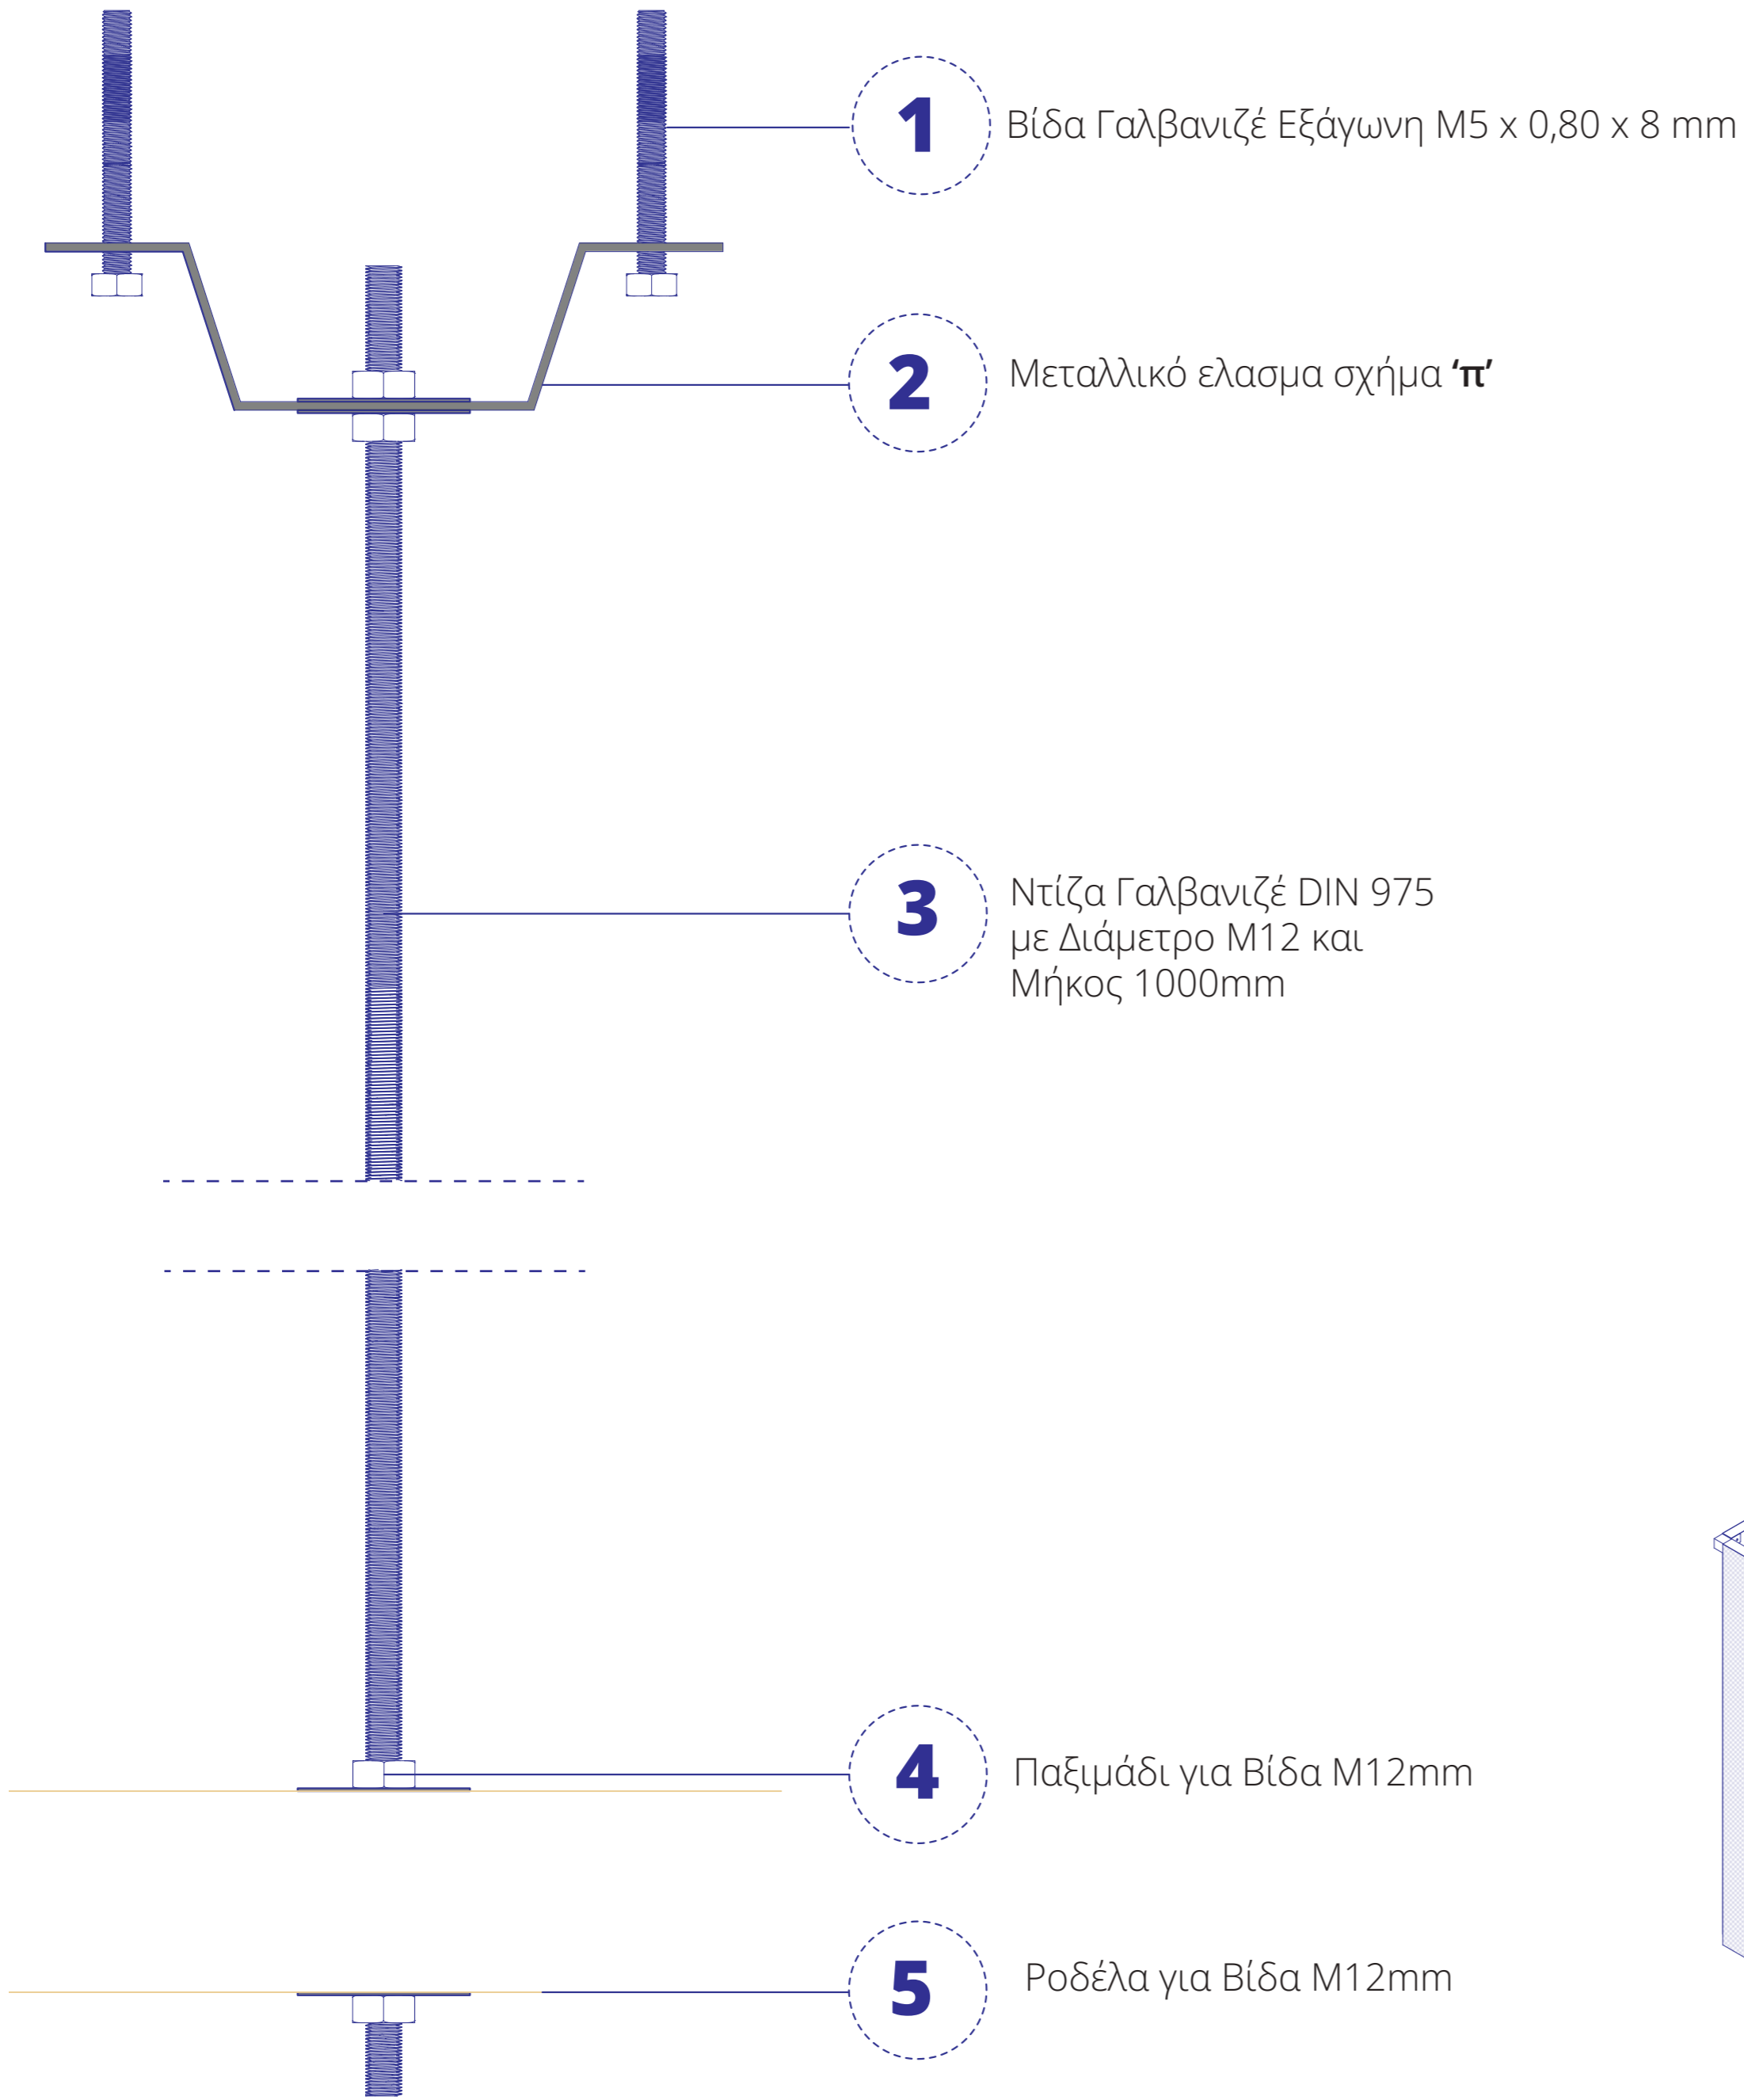 1
Βίδα Γαλβανιζέ Εξάγωνη M5 x 0,80 x 8 mm
2
Μεταλλικό ελασμα σχήμα ‘π’
3
Ντίζα Γαλβανιζέ DIN 975
με Διάμετρο M12 και
Μήκος 1000mm
4
Παξιμάδι για Βίδα M12mm
5
Ροδέλα για Βίδα M12mm